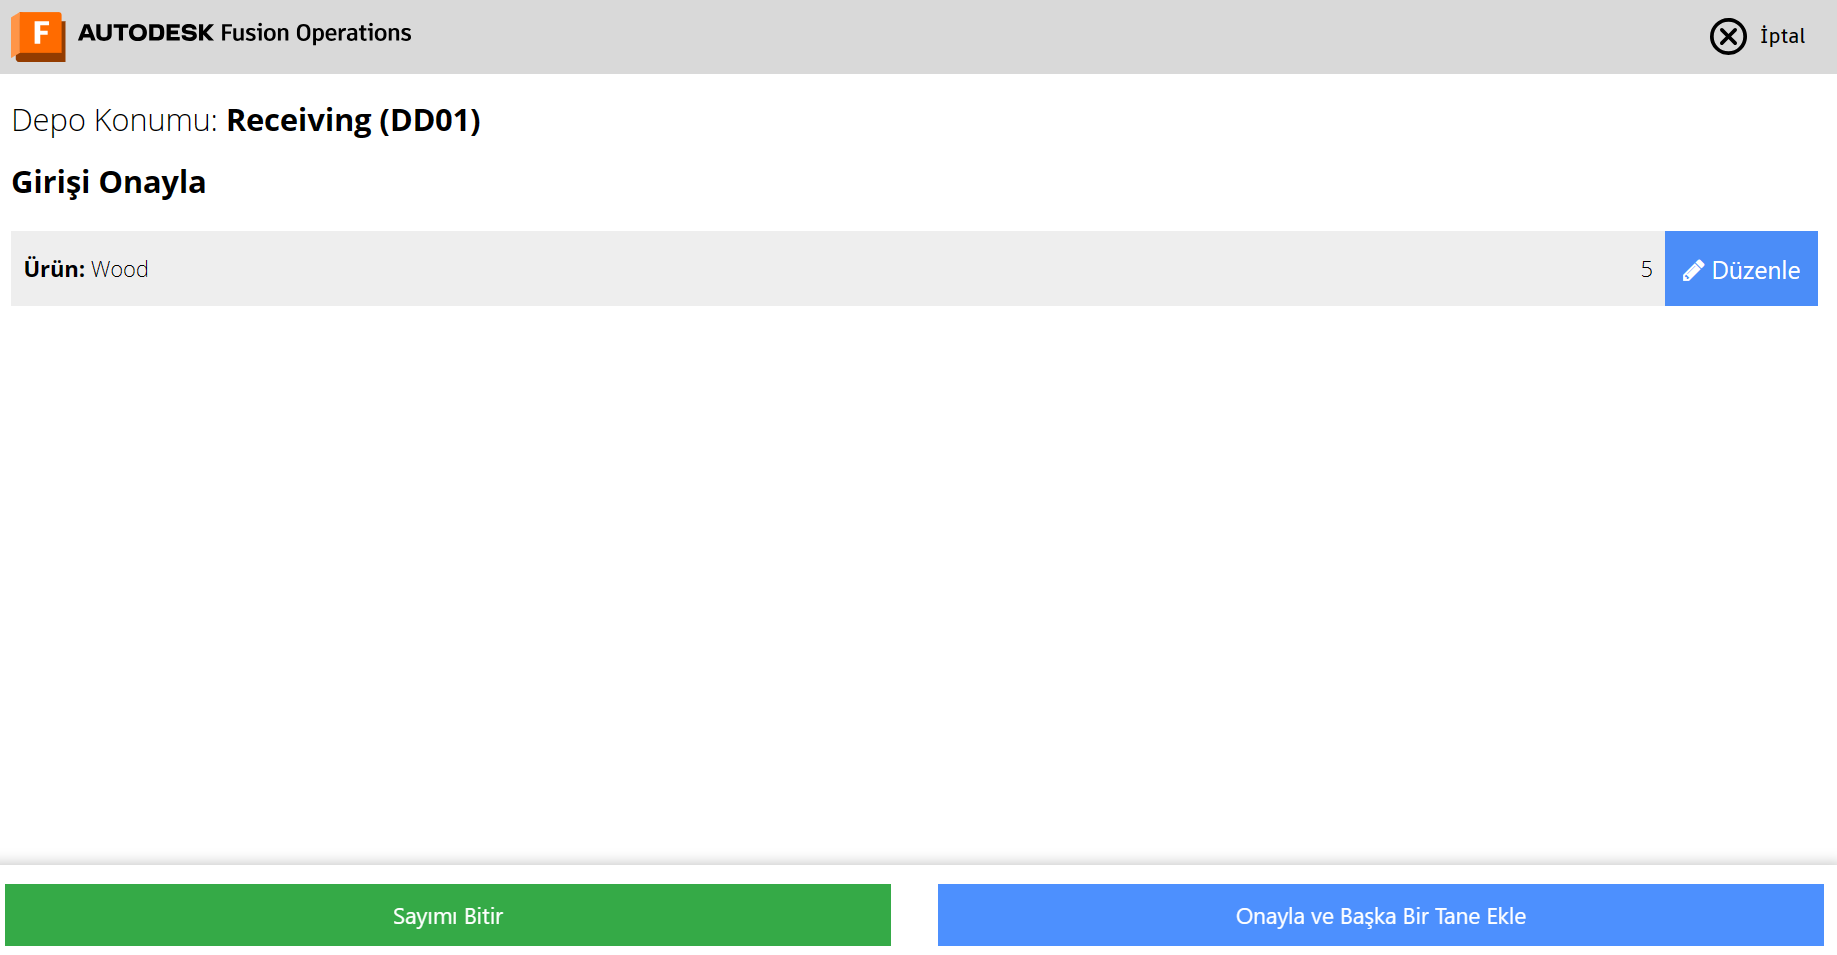 F AUTODESK Fusion Operations
İptal
Depo Konumu: Receiving (DD01)
Girişi Onayla
Ürün: Wood
5
Düzenle
Sayımı Bitir
Onayla ve Başka Bir Tane Ekle